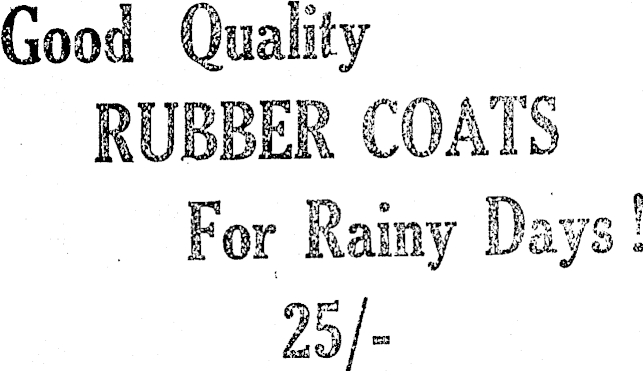 Good Quality
RUBBER COATS
For Rainy Days !
25/-